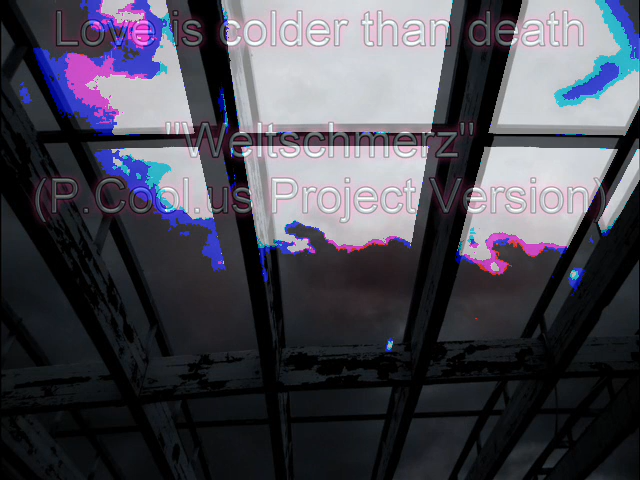 Love is colder than death
"Weltschmerz"
(P.Cool.us Project Version)